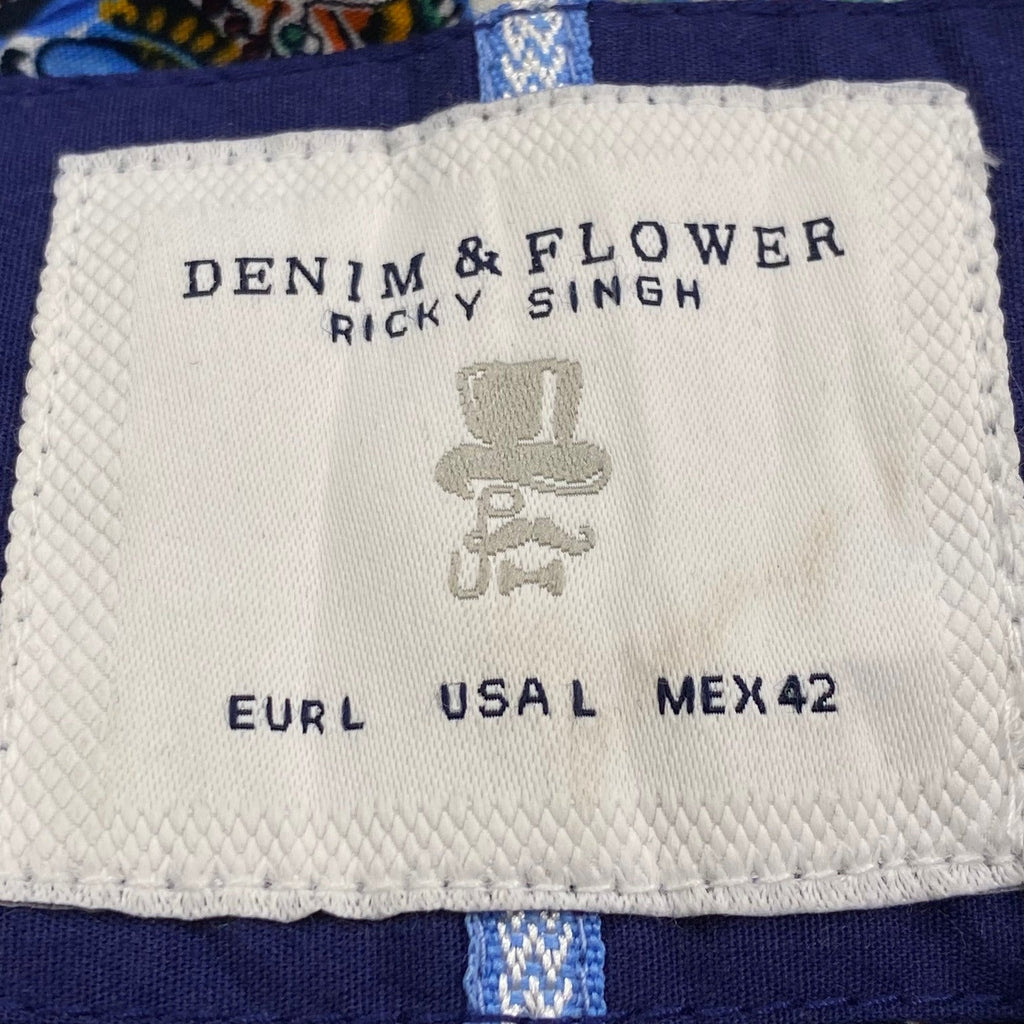 DENIM & FLOWER
RICKY SINGH
EUR L USA L MEX 42